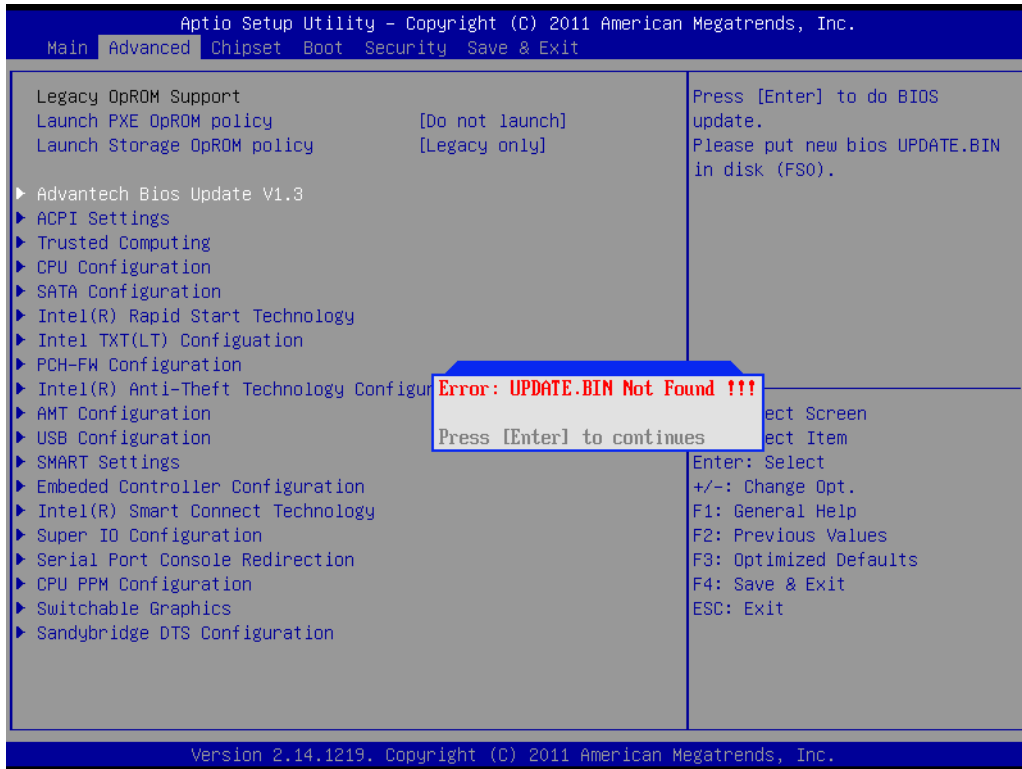 Aptio Setup Utility – Copyright (C) 2011 American Megatrends, Inc.
Main Advanced Chipset Boot Security Save & Exit
Legacy OpROM Support
Launch PXE OpROM policy [Do not launch]
Launch Storage OpROM policy [Legacy only]
Advantech Bios Update V1.3
ACPI Settings
Trusted Computing
CPU Configuration
SATA Configuration
Intel(R) Rapid Start Technology
Intel TXT(LT) Configuation
PCH-FW Configuration
Intel(R) Anti-Theft Technology Configur
AMT Configuration
USB Configuration
SMART Settings
Embeded Controller Configuration
Intel(R) Smart Connect Technology
Super IO Configuration
Serial Port Console Redirection
CPU PPM Configuration
Switchable Graphics
Sandybridge DTS Configuration
Press [Enter] to do BIOS
update.
Please put new bios UPDATE.BIN
in disk (FS0).
Error: UPDATE.BIN Not Found !!!
Press [Enter] to continues
ect Screen
ect Item
Enter: Select
+/-: Change Opt.
F1: General Help
F2: Previous Values
F3: Optimized Defaults
F4: Save & Exit
ESC: Exit
Version 2.14.1219. Copyright (C) 2011 American Megatrends, Inc.